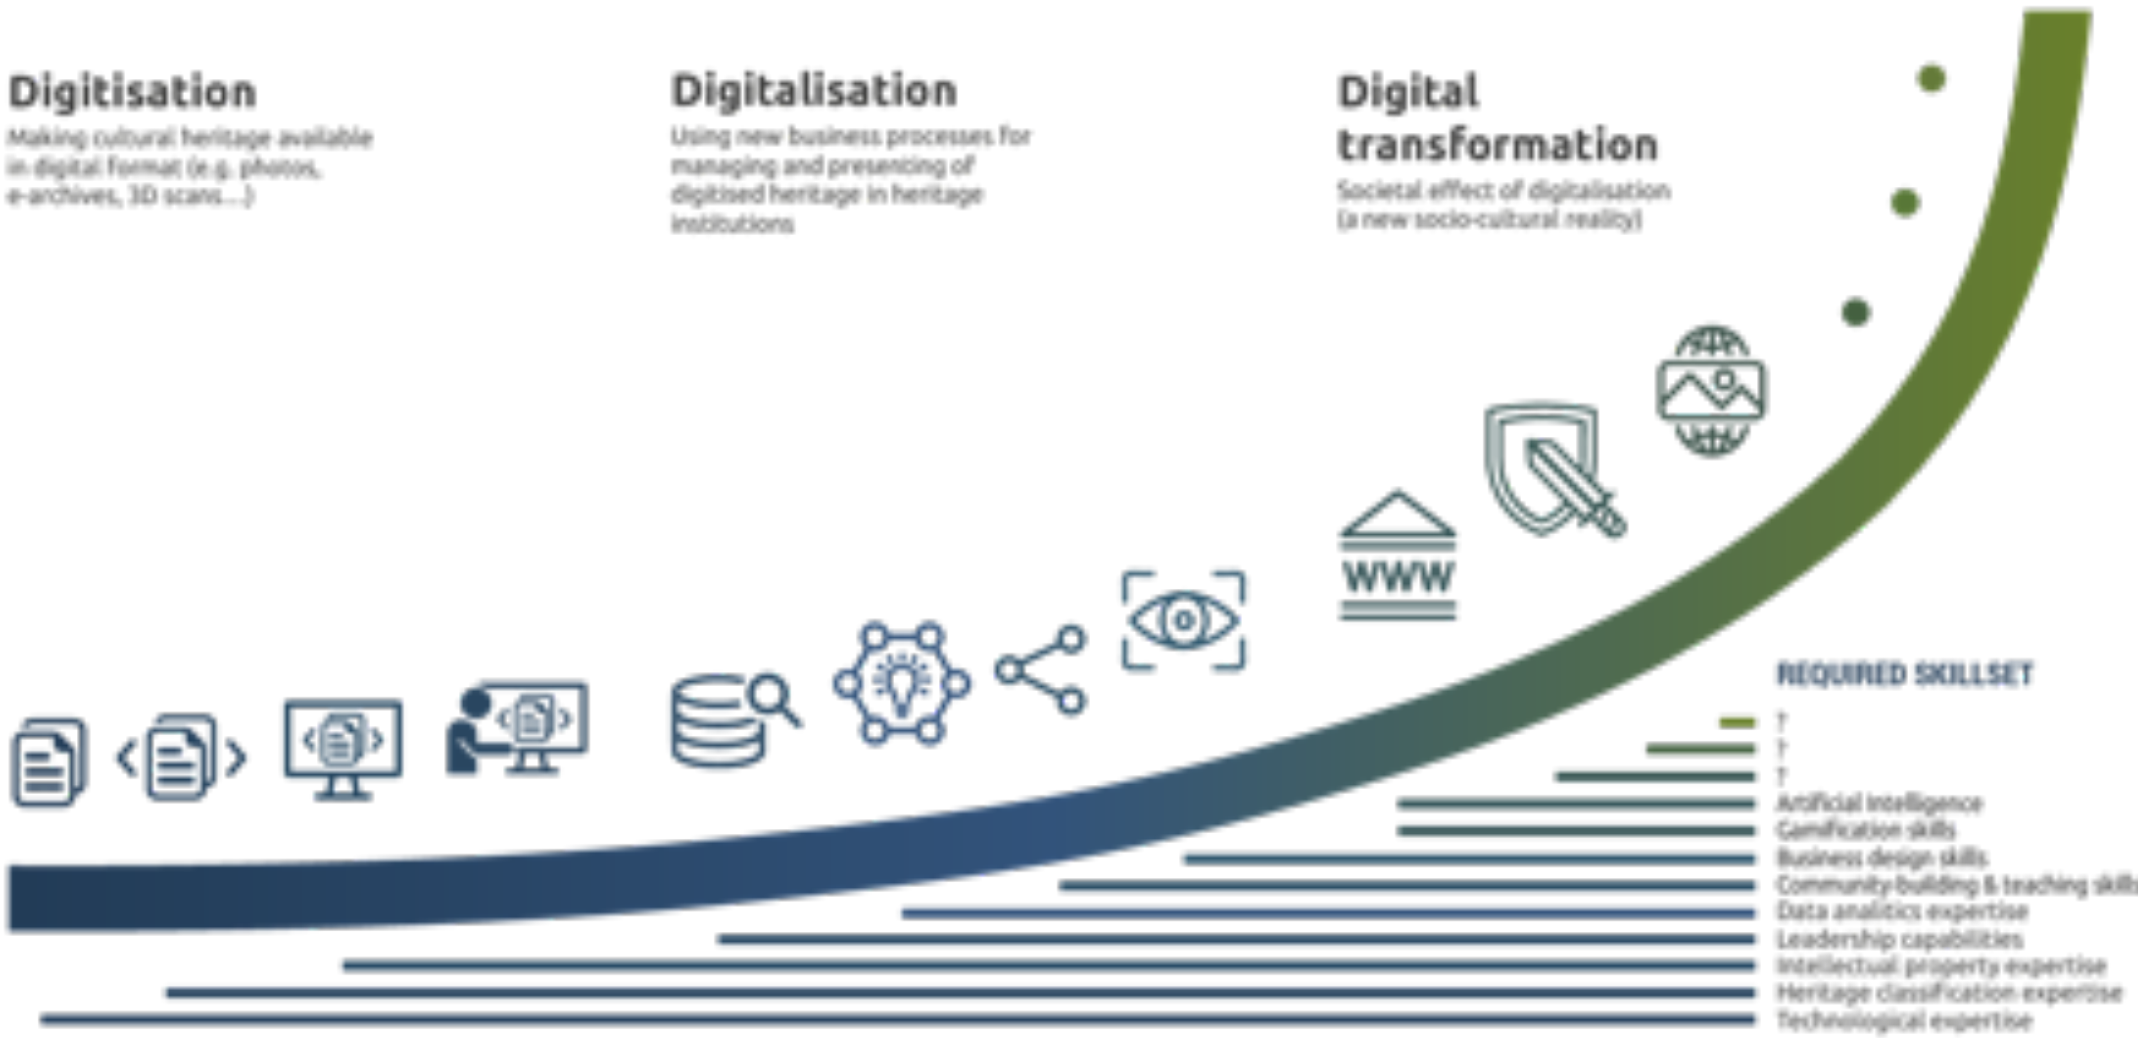 Digitisation
Making cultural heritage available
in digital format (e.g. photos,
e-archives, 3D scans...)
Digitalisation
Using new business processes for
managing and presenting of
digitised heritage in heritage
institutions
Digital
transformation
Societal effect of digitalisation
(a new socio-cultural reality)
WWW
REQUIRED SKILLSET
?
?
?
Artificial Intelligence
Gamification skills
Business design skills
Community-building & teaching skills
Data analitics expertise
Leadership capabilities
Intellectual property expertise
Heritage classification expertise
Technological expertise